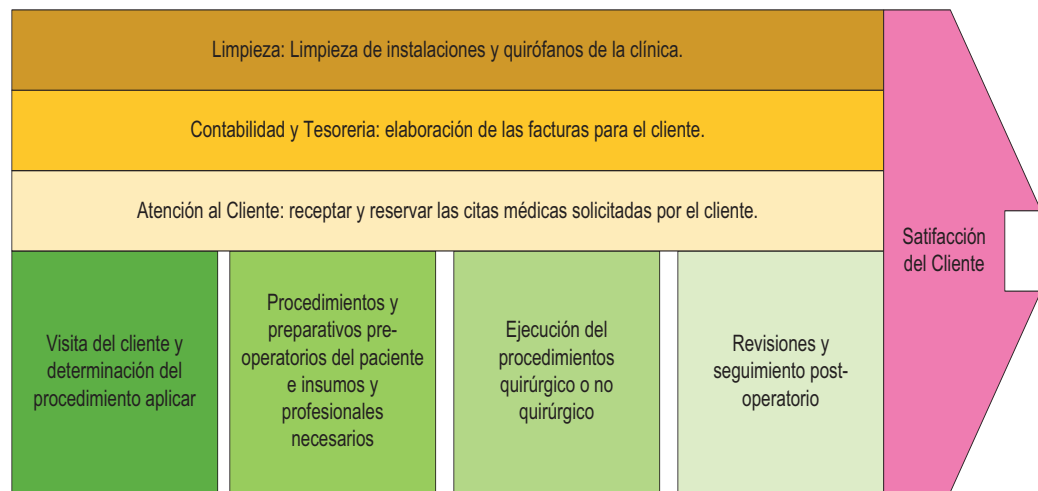 Limpieza: Limpieza de instalaciones y quirófanos de la clínica.
Contabilidad y Tesoreria: elaboración de las facturas para el cliente.
Atención al Cliente: receptar y reservar las citas médicas solicitadas por el cliente.
Satifacción
del Cliente
Visita del cliente y
determinación del
procedimiento aplicar
Procedimientos y
preparativos pre-
operatorios del paciente
e insumos y
profesionales
necesarios
Ejecución del
procedimientos
quirúrgico o no
quirúrgico
Revisiones y
seguimiento post-
operatorio